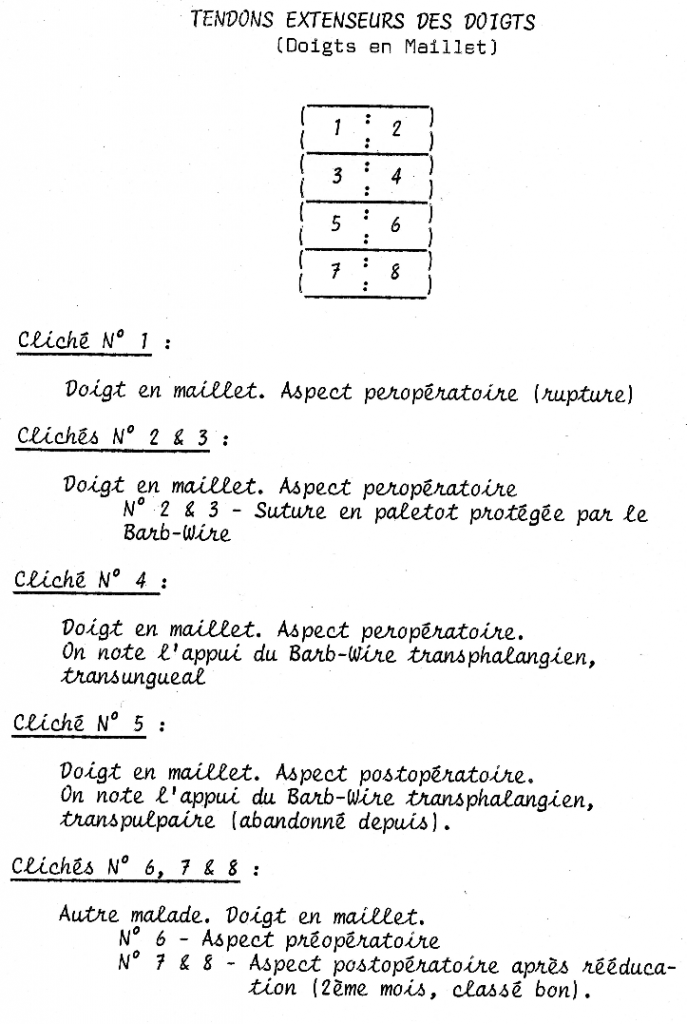 TENDONS EXTENSEURS DES DOIGTS
(Doigts en Maillet)
1 : 2
3 : 4
5 : 6
7 : 8
Cliché N° 1 :
Doigt en maillet. Aspect peropératoire (rupture)
Clichés N° 2 & 3 :
Doigt en maillet. Aspect peropératoire
N° 2 & 3 - Suture en paletot protégée par le
Barb-Wire
Cliché N° 4 :
Doigt en maillet. Aspect peropératoire.
On note l'appui du Barb-Wire transphalangien,
transungueal
Cliché N° 5 :
Doigt en maillet. Aspect postopératoire.
On note l'appui du Barb-Wire transphalangien,
transpulpaire (abandonné depuis).
Clichés N° 6, 7 & 8 :
Autre malade. Doigt en maillet.
N° 6 - Aspect préopératoire
N° 7 & 8 - Aspect postopératoire après rééduca-
tion (2ème mois, classé bon).